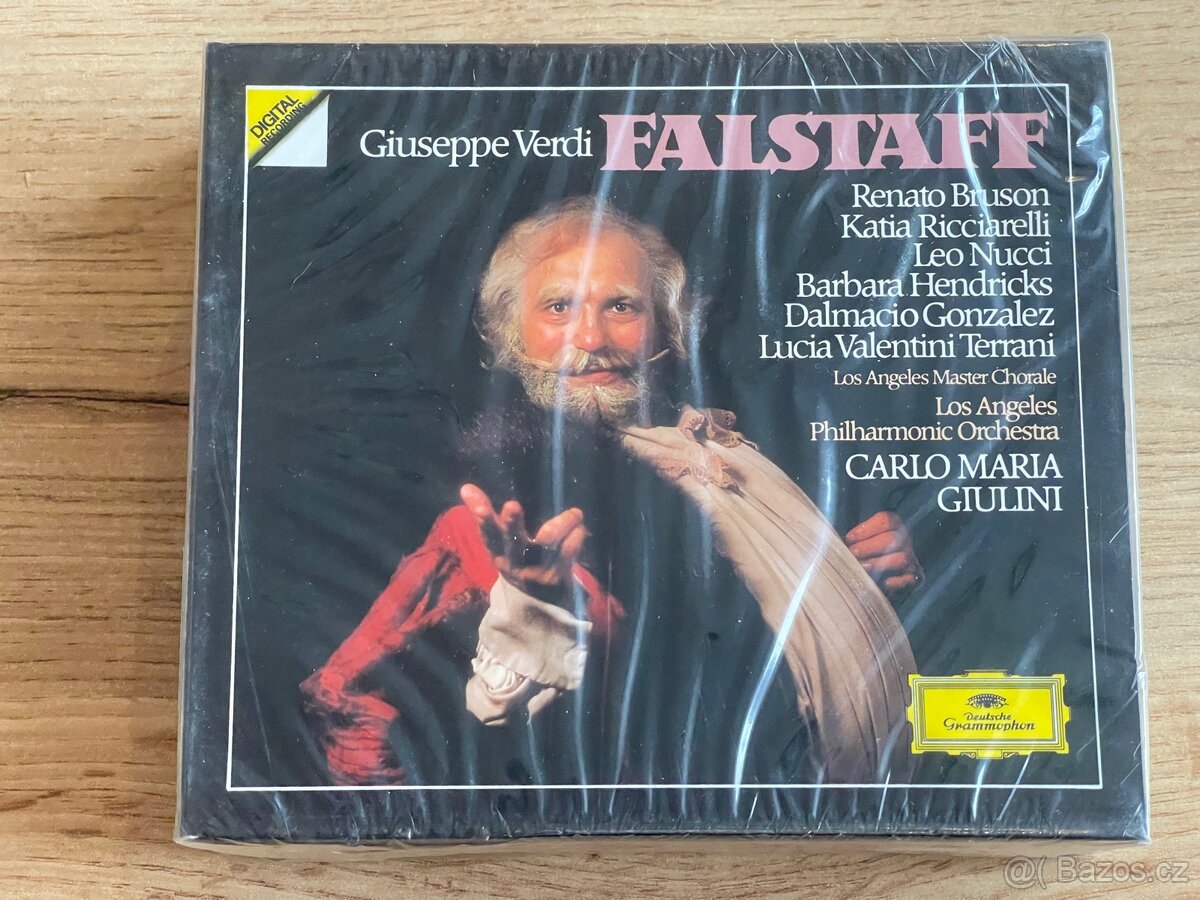 DIGITAL
RECORDING
Giuseppe Verdi FALSTAFF
Renato Bruson
Katia Ricciarelli
Leo Nucci
Barbara Hendricks
Dalmacio Gonzalez
Lucia Valentini Terrani
Los Angeles Master Chorale
Los Angeles
Philharmonic Orchestra
CARLO MARIA
GIULINI
Deutsche
Grammophon
Bazos.cz